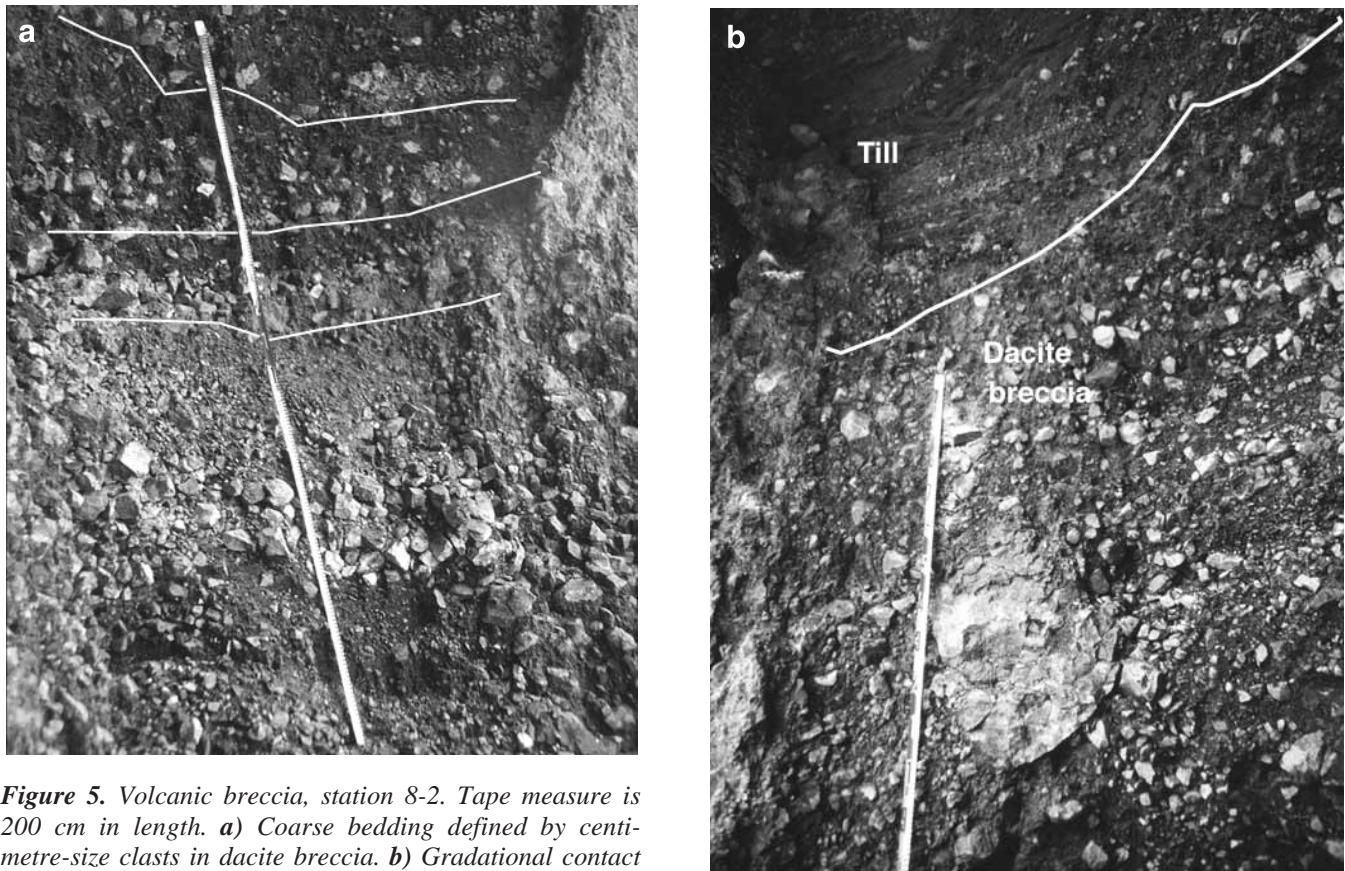 a
b
Till
Dacite
breccia
Figure 5. Volcanic breccia, station 8-2. Tape measure is
200 cm in length. a) Coarse bedding defined by centi-
metre-size clasts in dacite breccia. b) Gradational contact